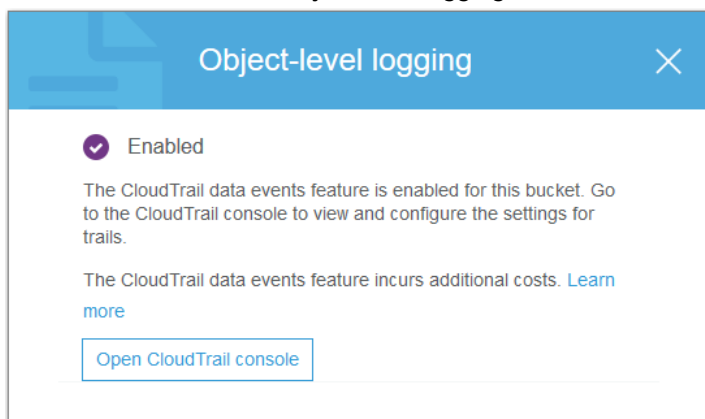 Object-level logging
Enabled
The CloudTrail data events feature is enabled for this bucket. Go
to the CloudTrail console to view and configure the settings for
trails.
The CloudTrail data events feature incurs additional costs. Learn
more
Open CloudTrail console